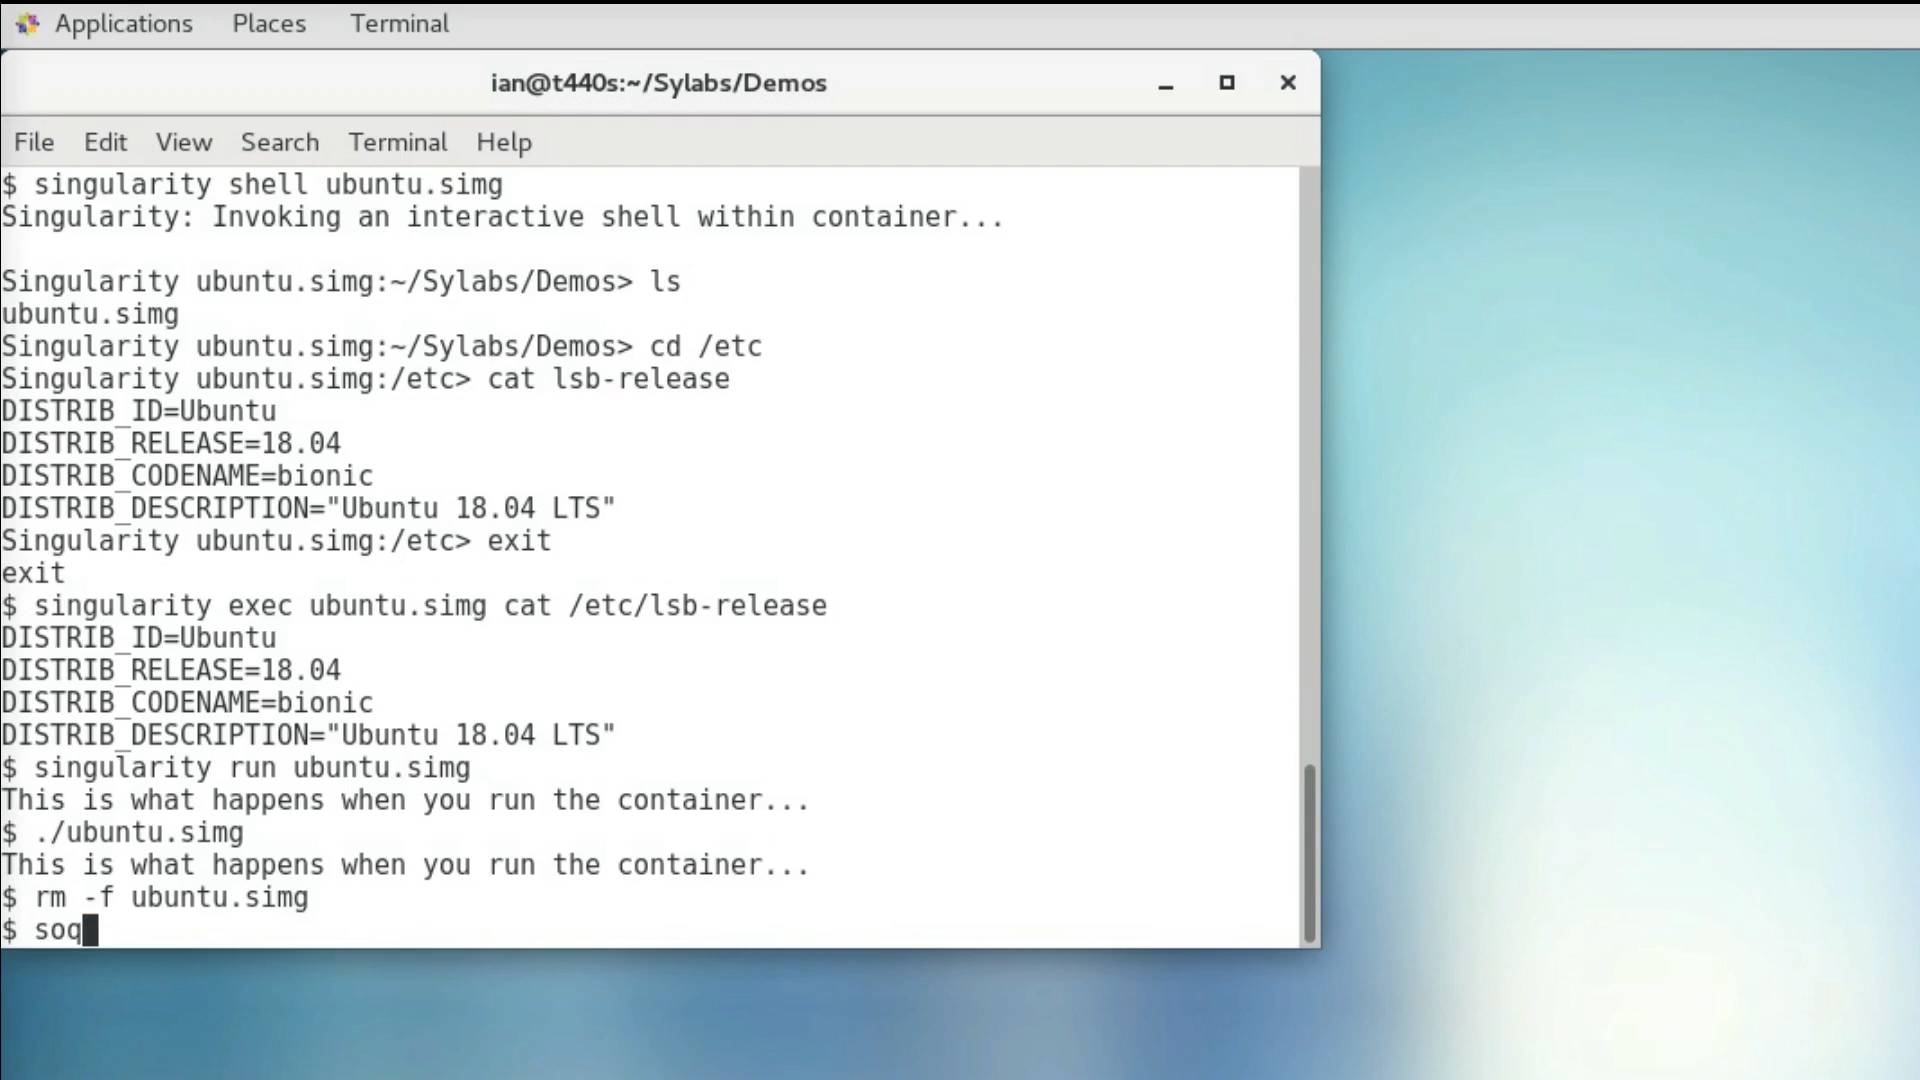 Applications Places Terminal
ian@t440s:~/Sylabs/Demos
File Edit View Search Terminal Help
$ singularity shell ubuntu.simg
Singularity: Invoking an interactive shell within container...
Singularity ubuntu.simg:~/Sylabs/Demos> ls
ubuntu.simg
Singularity ubuntu.simg:~/Sylabs/Demos> cd /etc
Singularity ubuntu.simg:/etc> cat lsb-release
DISTRIB_ID=Ubuntu
DISTRIB_RELEASE=18.04
DISTRIB_CODENAME=bionic
DISTRIB_DESCRIPTION="Ubuntu 18.04 LTS"
Singularity ubuntu.simg:/etc> exit
exit
$ singularity exec ubuntu.simg cat /etc/lsb-release
DISTRIB_ID=Ubuntu
DISTRIB_RELEASE=18.04
DISTRIB_CODENAME=bionic
DISTRIB_DESCRIPTION="Ubuntu 18.04 LTS"
$ singularity run ubuntu.simg
This is what happens when you run the container...
$ ./ubuntu.simg
This is what happens when you run the container...
$ rm -f ubuntu.simg
$ soq